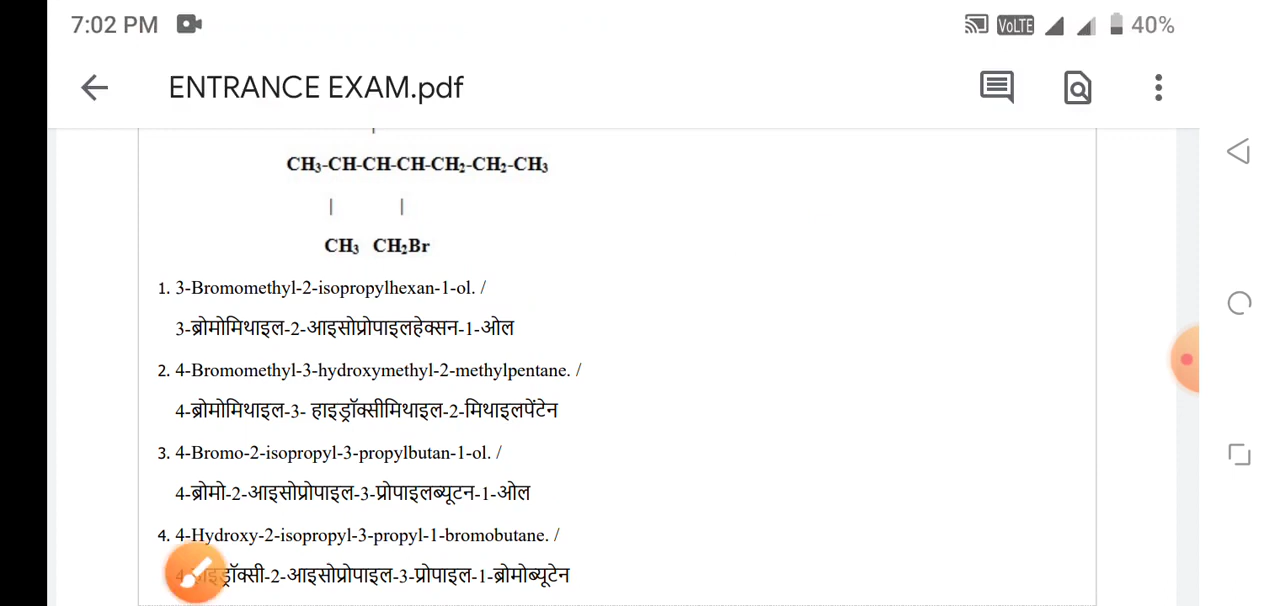 7:02 PM VoLTE 40%
ENTRANCE EXAM.pdf
CH₃-CH-CH-CH-CH₂-CH₂-CH₃
| |
CH₃ CH₂Br
1. 3-Bromomethyl-2-isopropylhexan-1-ol. /
3-ब्रोमोमिथाइल-2-आइसोप्रोपाइलहेक्सन-1-ओल
2. 4-Bromomethyl-3-hydroxymethyl-2-methylpentane. /
4-ब्रोमोमिथाइल-3- हाइड्रॉक्सीमिथाइल-2-मिथाइलपेंटेन
3. 4-Bromo-2-isopropyl-3-propylbutan-1-ol. /
4-ब्रोमो-2-आइसोप्रोपाइल-3-प्रोपाइलब्यूटन-1-ओल
4. 4-Hydroxy-2-isopropyl-3-propyl-1-bromobutane. /
4-हाइड्रॉक्सी-2-आइसोप्रोपाइल-3-प्रोपाइल-1-ब्रोमोब्यूटेन